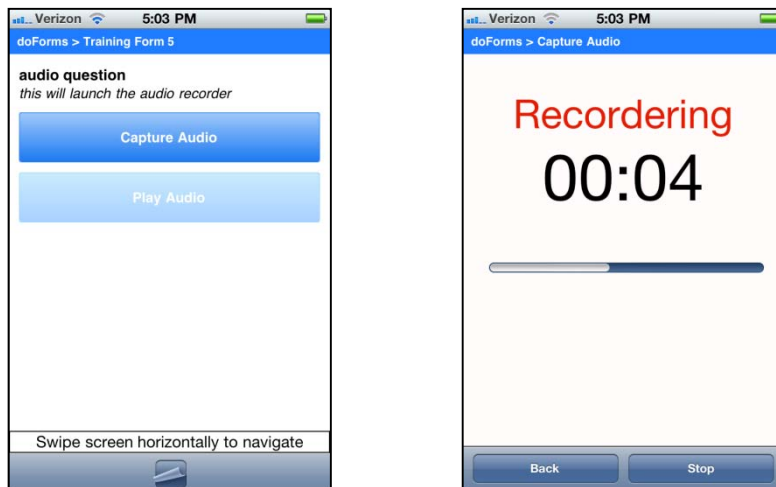 Verizon 5:03 PM
doForms > Training Form 5
audio question
this will launch the audio recorder
Capture Audio
Play Audio
Swipe screen horizontally to navigate
Verizon 5:03 PM
doForms > Capture Audio
Recordering
00:04
Back Stop